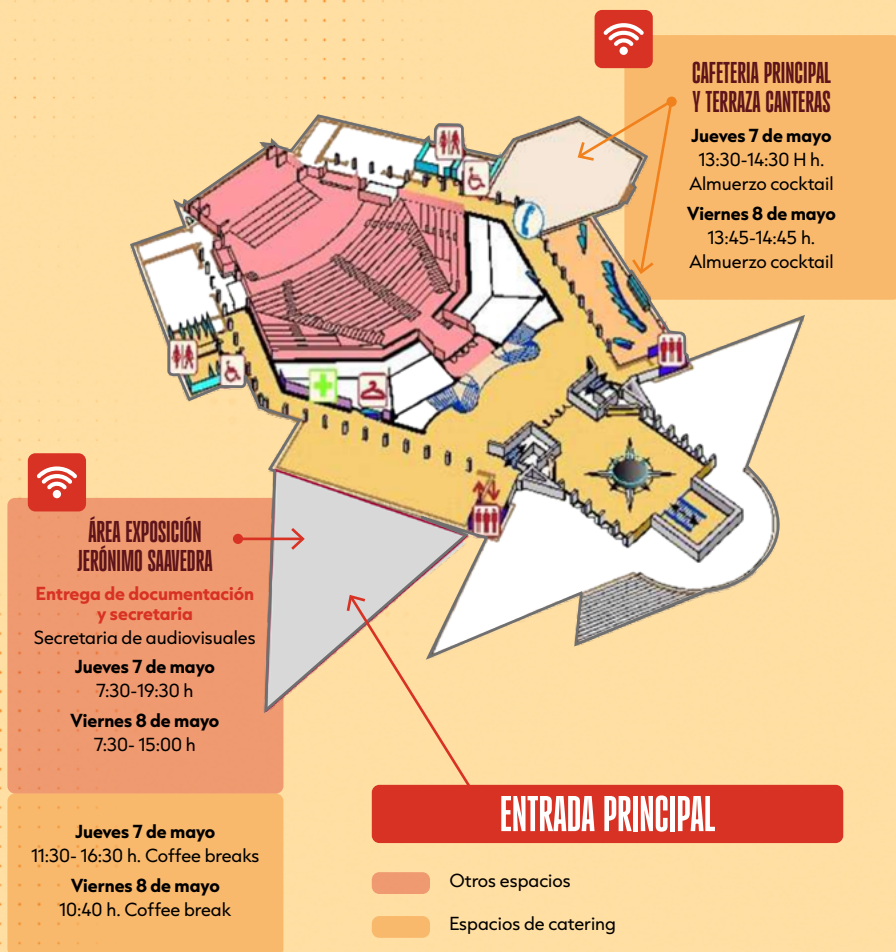 CAFETERIA PRINCIPAL
Y TERRAZA CANTERAS
Jueves 7 de mayo
13:30-14:30 H h.
Almuerzo cocktail
Viernes 8 de mayo
13:45-14:45 h.
Almuerzo cocktail
ÁREA EXPOSICIÓN
JERÓNIMO SAAVEDRA
Entrega de documentación
y secretaria
Secretaria de audiovisuales
Jueves 7 de mayo
7:30-19:30 h
Viernes 8 de mayo
7:30- 15:00 h
Jueves 7 de mayo
11:30- 16:30 h. Coffee breaks
Viernes 8 de mayo
10:40 h. Coffee break
ENTRADA PRINCIPAL
Otros espacios
Espacios de catering